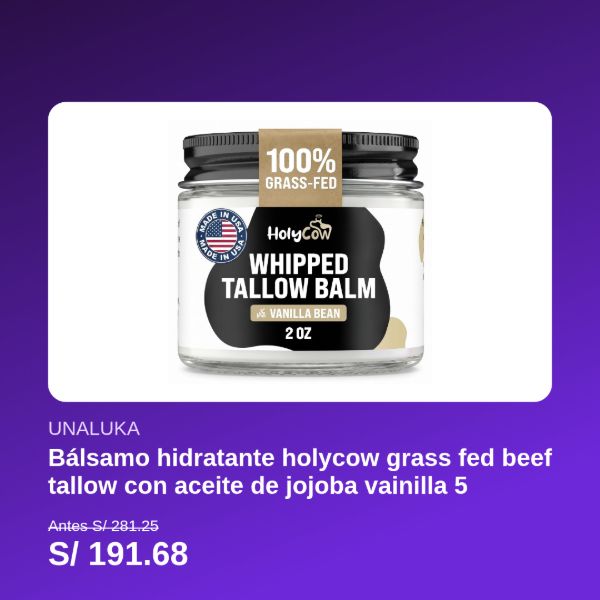 100%
GRASS-FED
MADE IN USA
MADE IN USA
HolyCow
WHIPPED
TALLOW BALM
VANILLA BEAN
2 OZ
UNALUKA
Bálsamo hidratante holycow grass fed beef
tallow con aceite de jojoba vainilla 5
Antes S/ 281.25
S/ 191.68